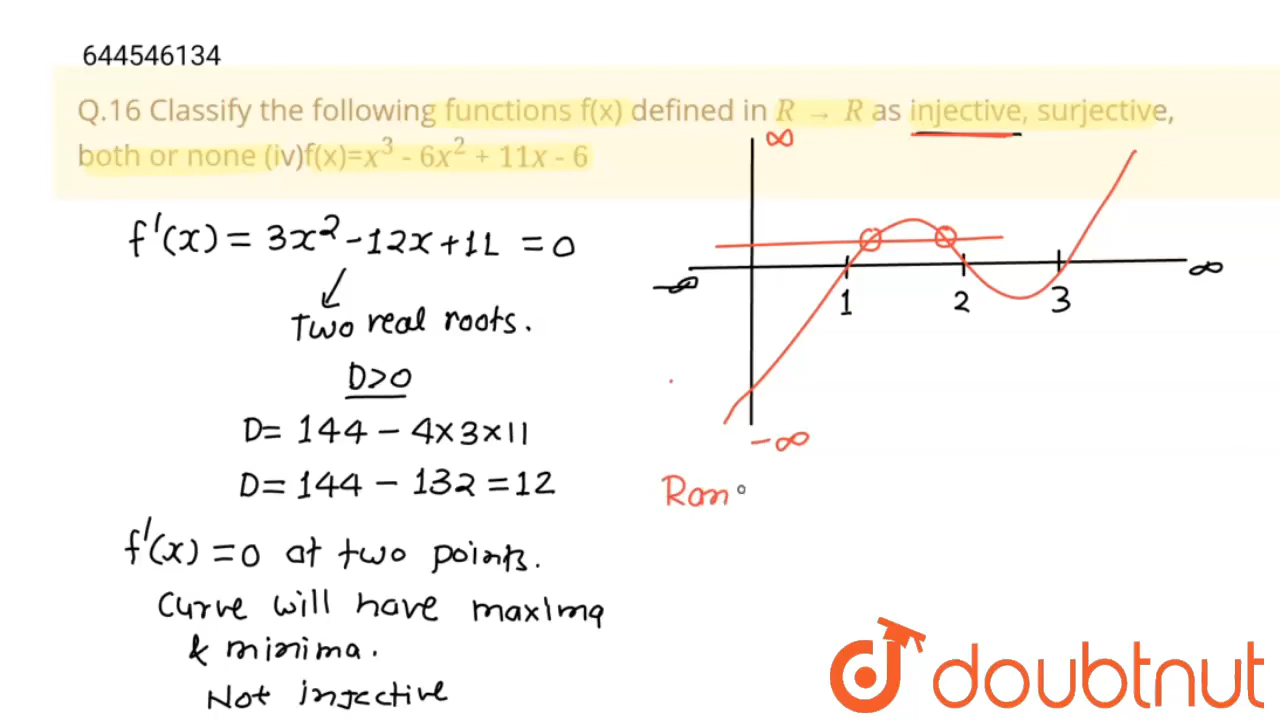 644546134
Q.16 Classify the following functions f(x) defined in R → R as injective, surjective,
both or none (iv)f(x)=x³ - 6x² + 11x - 6
f'(x) = 3x² - 12x + 11 = 0
Two real roots.
D>0
D= 144 - 4×3×11
D= 144 - 132 = 12
f'(x) = 0 at two points.
Curve will have maxima
& minima.
Not injective
∞
-∞
∞
1 2 3
-∞
Ran
doubtnut